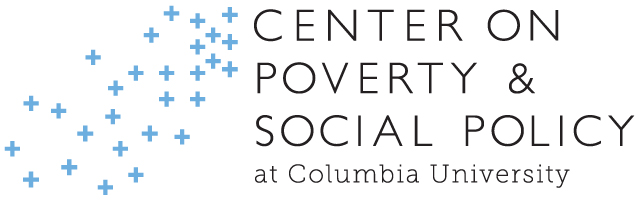 CENTER ON
POVERTY &
SOCIAL POLICY
at Columbia University